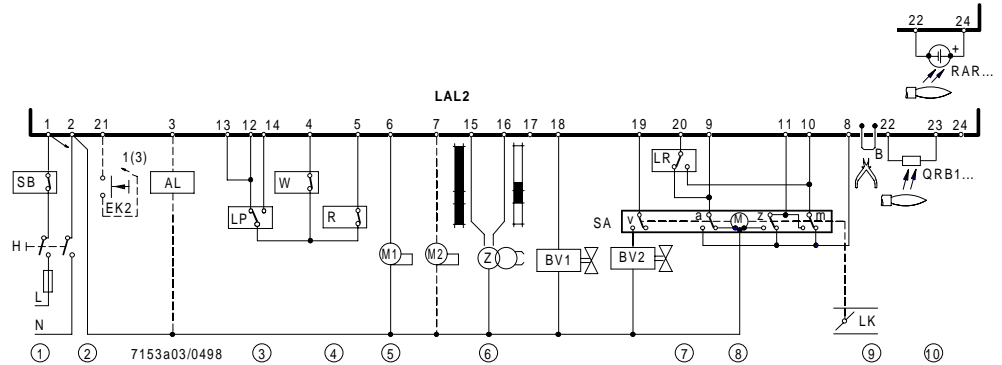 22 24
+
RAR...
LAL2
1 2 21 3 13 12 14 4 5 6 7 15 16 17 18 19 20 9 11 10 8 22 23 24
1(3)
B
LR
SB
AL
W
QRB1...
EK2
LP
R
SA
v a M z m
H
M1
M2
Z
BV1
BV2
L
N
LK
1 2 7153a03/0498 3 4 5 6 7 8 9 10